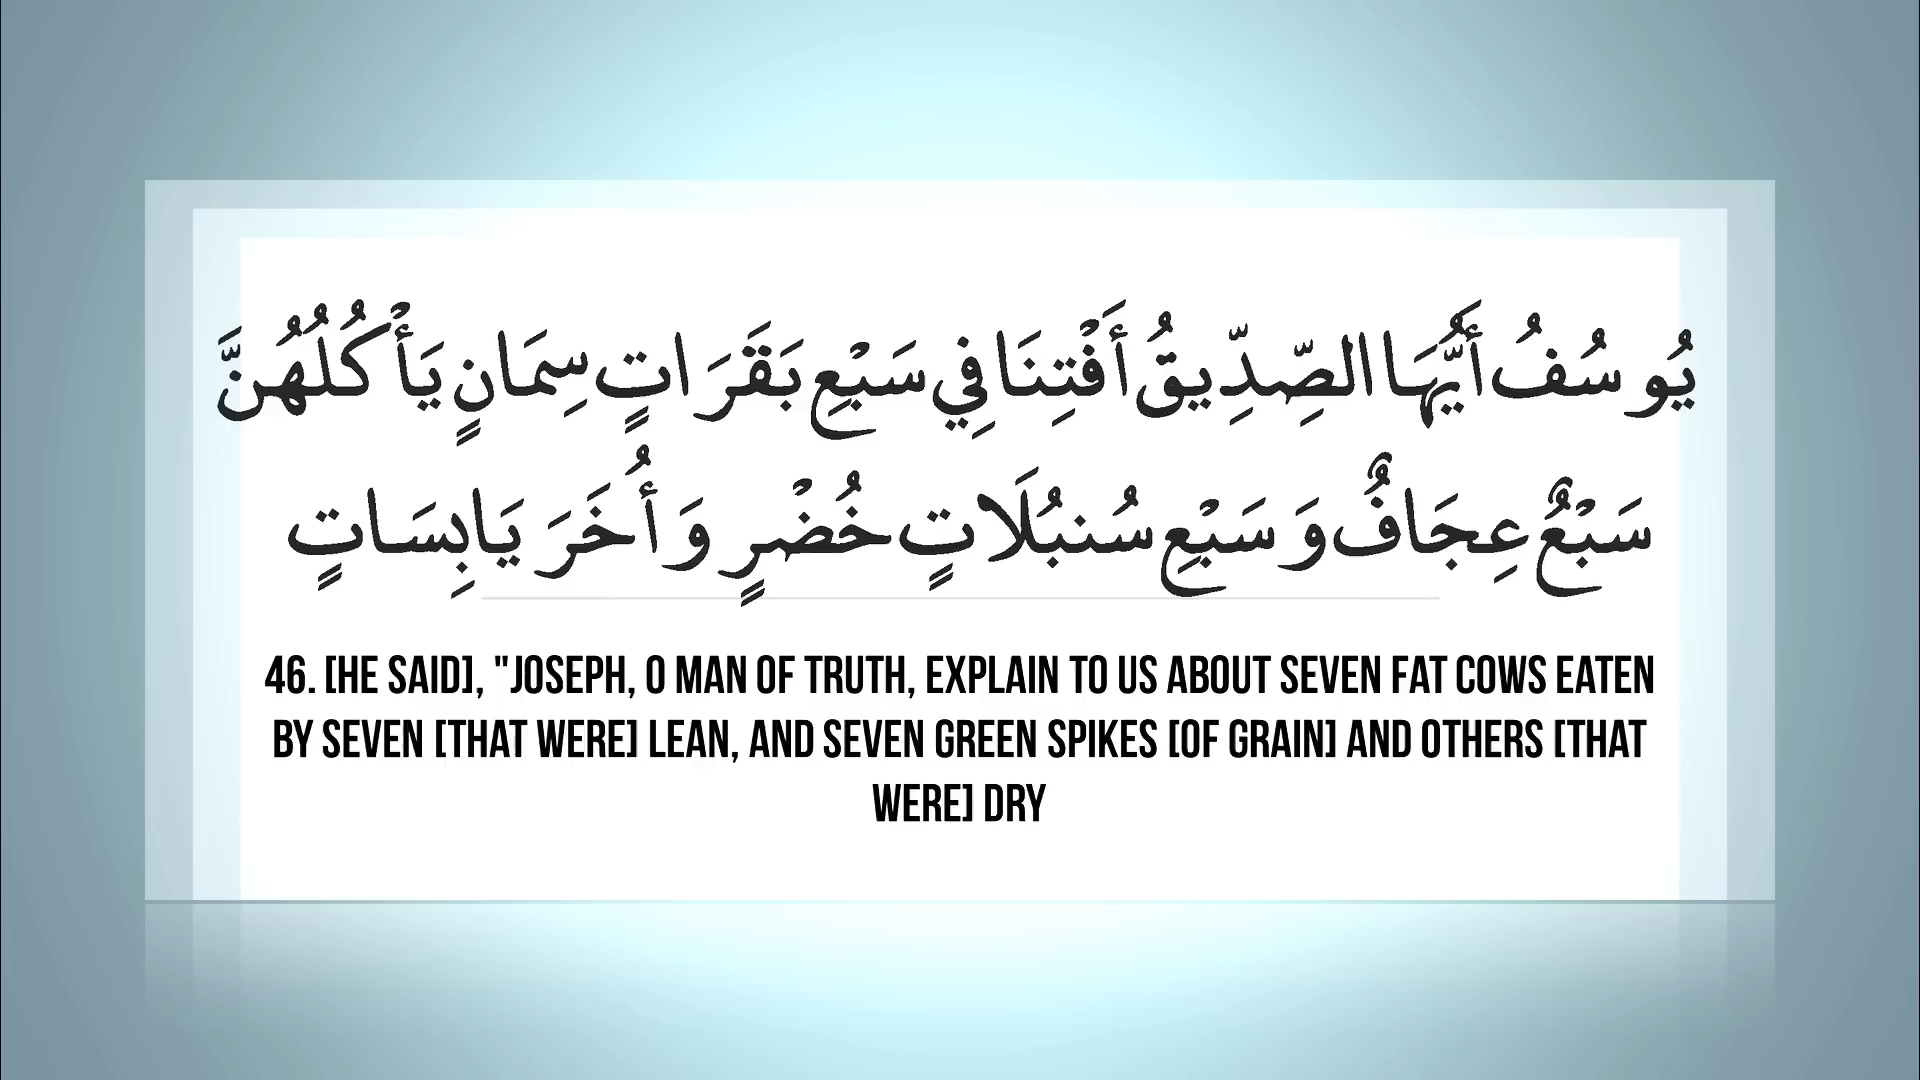 يُوسُفُ أَيُّهَا الصِّدِّيقُ أَفْتِنَا فِي سَبْعِ بَقَرَاتٍ سِمَانٍ يَأْكُلُهُنَّ
سَبْعٌ عِجَافٌ وَسَبْعِ سُنبُلَاتٍ خُضْرٍ وَأُخَرَ يَابِسَاتٍ
46. [HE SAID], "JOSEPH, O MAN OF TRUTH, EXPLAIN TO US ABOUT SEVEN FAT COWS EATEN
BY SEVEN [THAT WERE] LEAN, AND SEVEN GREEN SPIKES [OF GRAIN] AND OTHERS [THAT
WERE] DRY